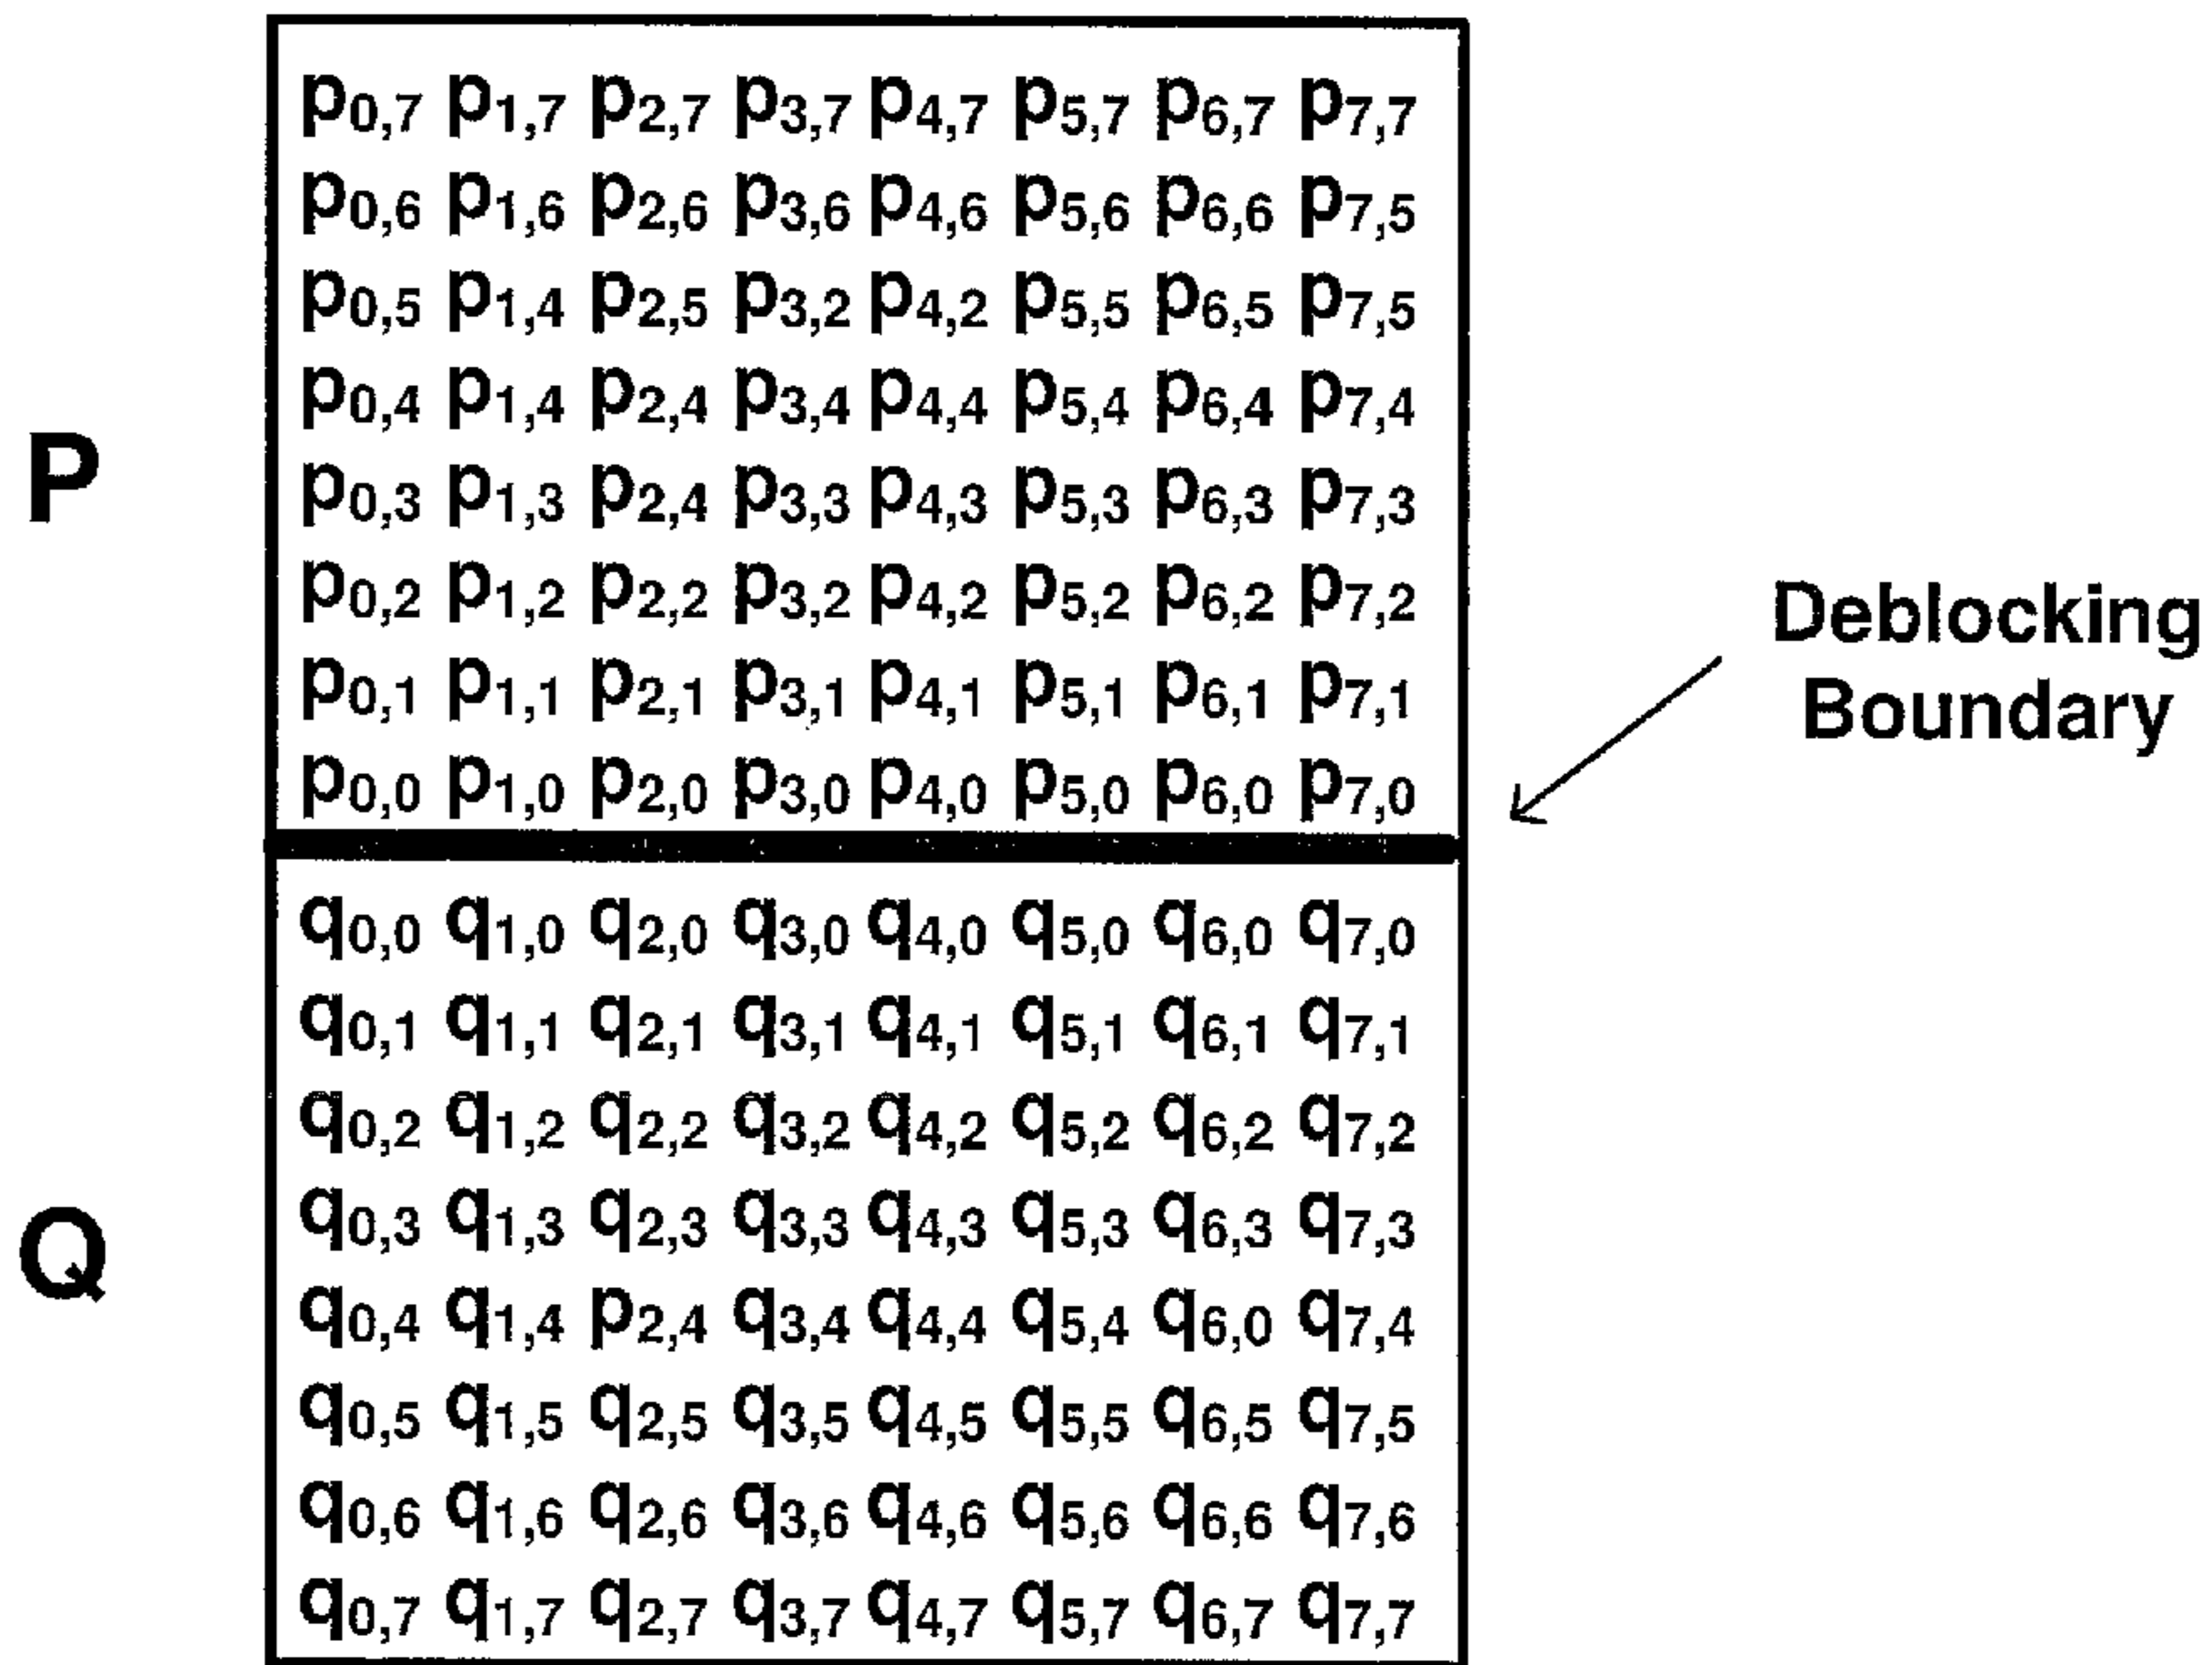 p0,7 p1,7 p2,7 p3,7 p4,7 p5,7 p6,7 p7,7
p0,6 p1,6 p2,6 p3,6 p4,6 p5,6 p6,6 p7,5
p0,5 p1,4 p2,5 p3,2 p4,2 p5,5 p6,5 p7,5
p0,4 p1,4 p2,4 p3,4 p4,4 p5,4 p6,4 p7,4
P
p0,3 p1,3 p2,4 p3,3 p4,3 p5,3 p6,3 p7,3
p0,2 p1,2 p2,2 p3,2 p4,2 p5,2 p6,2 p7,2
p0,1 p1,1 p2,1 p3,1 p4,1 p5,1 p6,1 p7,1
p0,0 p1,0 p2,0 p3,0 p4,0 p5,0 p6,0 p7,0
Deblocking
Boundary
q0,0 q1,0 q2,0 q3,0 q4,0 q5,0 q6,0 q7,0
q0,1 q1,1 q2,1 q3,1 q4,1 q5,1 q6,1 q7,1
q0,2 q1,2 q2,2 q3,2 q4,2 q5,2 q6,2 q7,2
q0,3 q1,3 q2,3 q3,3 q4,3 q5,3 q6,3 q7,3
Q
q0,4 q1,4 p2,4 q3,4 q4,4 q5,4 q6,0 q7,4
q0,5 q1,5 q2,5 q3,5 q4,5 q5,5 q6,5 q7,5
q0,6 q1,6 q2,6 q3,6 q4,6 q5,6 q6,6 q7,6
q0,7 q1,7 q2,7 q3,7 q4,7 q5,7 q6,7 q7,7